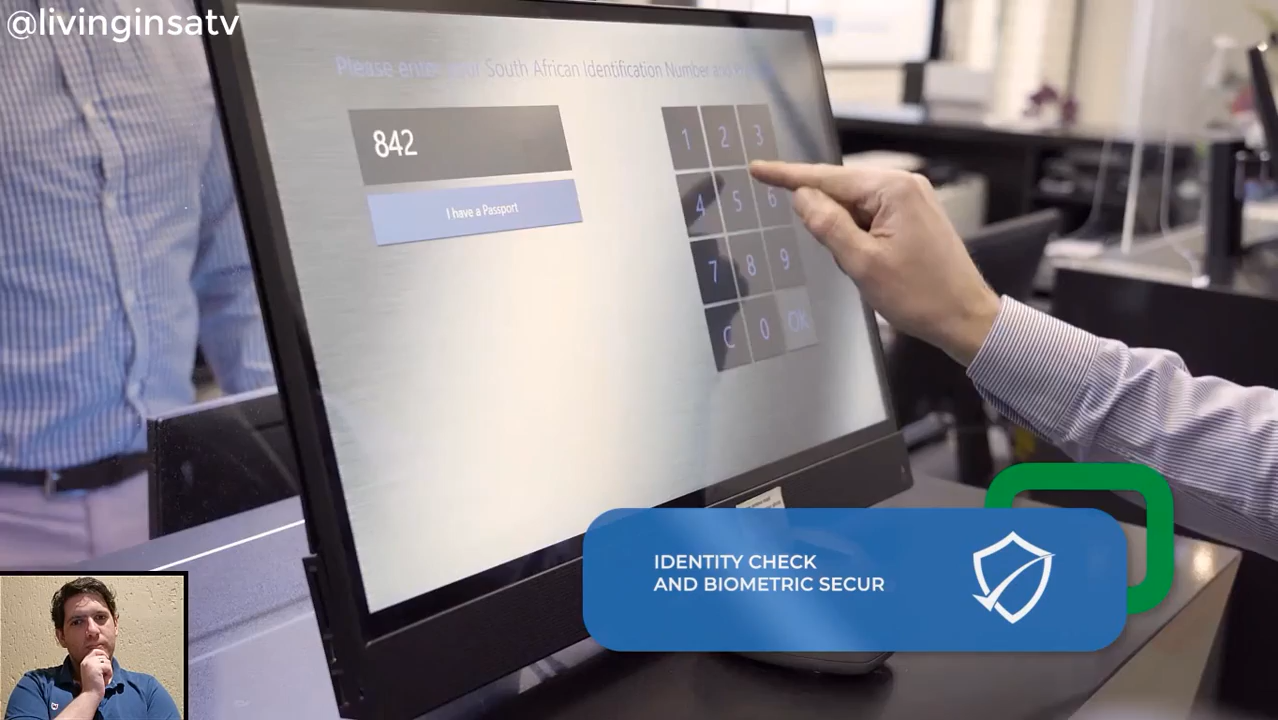 @livinginsatv
Please enter your South African Identification Number and
842
I have a Passport
1 2 3
4 5 6
7 8 9
C 0 OK
IDENTITY CHECK
AND BIOMETRIC SECUR